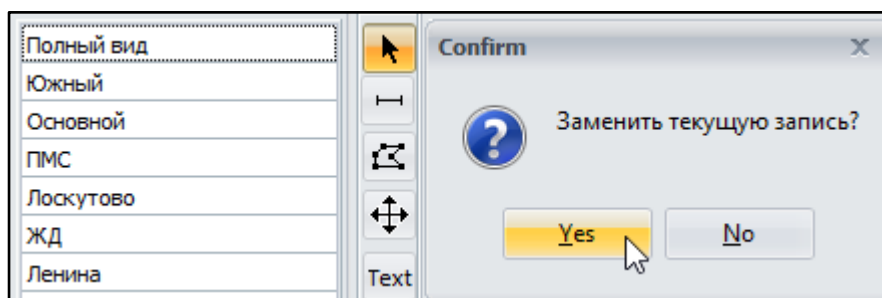 Полный вид
Южный
Основной
ПМС
Лоскутово
ЖД
Ленина
Text
Confirm
Заменить текущую запись?
Yes
No